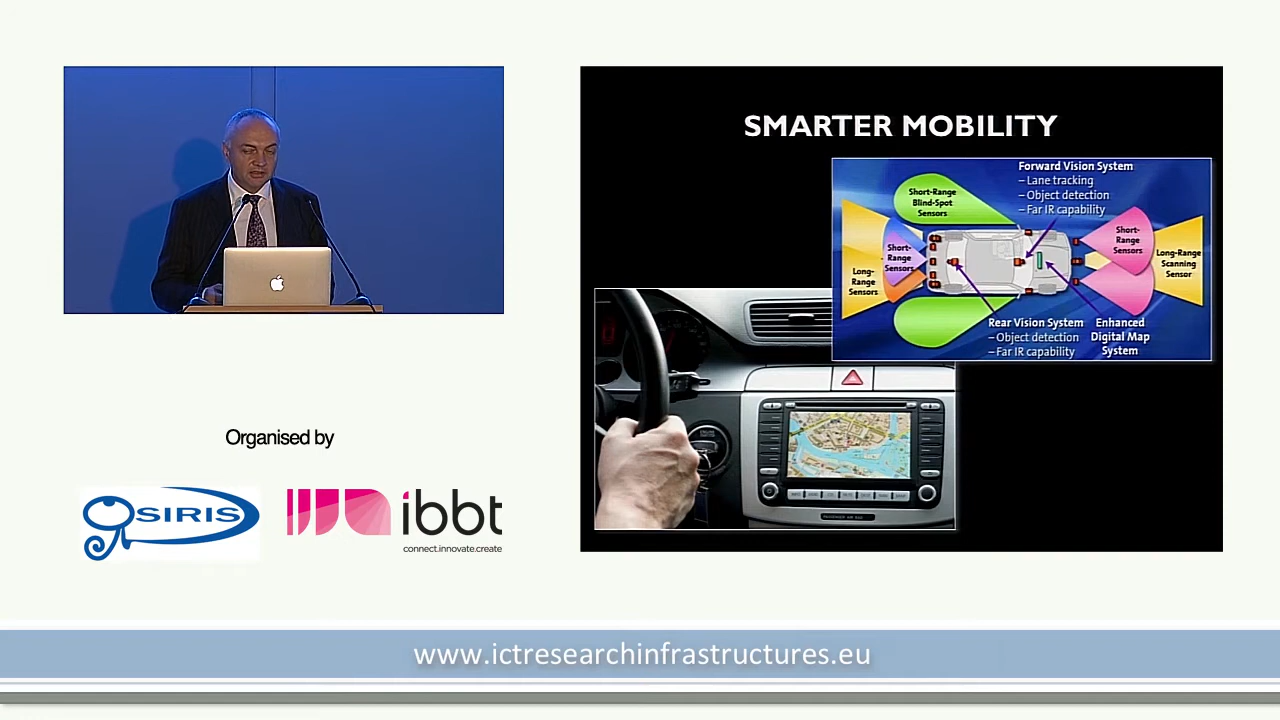 SMARTER MOBILITY
Forward Vision System
– Lane tracking
– Object detection
– Far IR capability
Short-Range
Blind-Spot
Sensors
Short-
Range
Sensors
Long-
Range
Sensors
Short-
Range
Sensors
Long-Range
Scanning
Sensor
Rear Vision System
– Object detection
– Far IR capability
Enhanced
Digital Map
System
Organised by
OSIRIS
ibbt
connect.innovate.create
www.ictresearchinfrastructures.eu